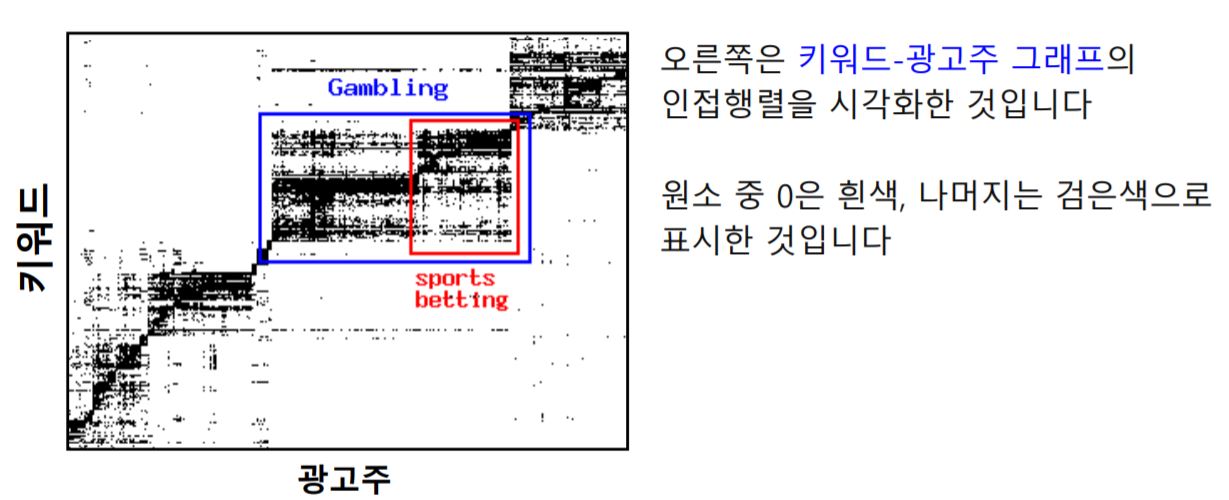 Gambling
sports
betting
키워드
광고주
오른쪽은 키워드-광고주 그래프의
인접행렬을 시각화한 것입니다
원소 중 0은 흰색, 나머지는 검은색으로
표시한 것입니다